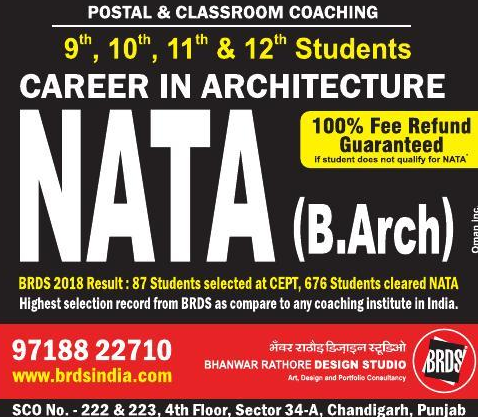 POSTAL & CLASSROOM COACHING
9th, 10th, 11th & 12th Students
CAREER IN ARCHITECTURE
NATA
(B.Arch)
100% Fee Refund
Guaranteed
if student does not qualify for NATA*
Oman Inc.
BRDS 2018 Result : 87 Students selected at CEPT, 676 Students cleared NATA
Highest selection record from BRDS as compare to any coaching institute in India.
97188 22710
www.brdsindia.com
भँवर राठौड़ डिज़ाइन स्टूडिओ
BHANWAR RATHORE DESIGN STUDIO
Art, Design and Portfolio Consultancy
BRDS
SCO No. - 222 & 223, 4th Floor, Sector 34-A, Chandigarh, Punjab